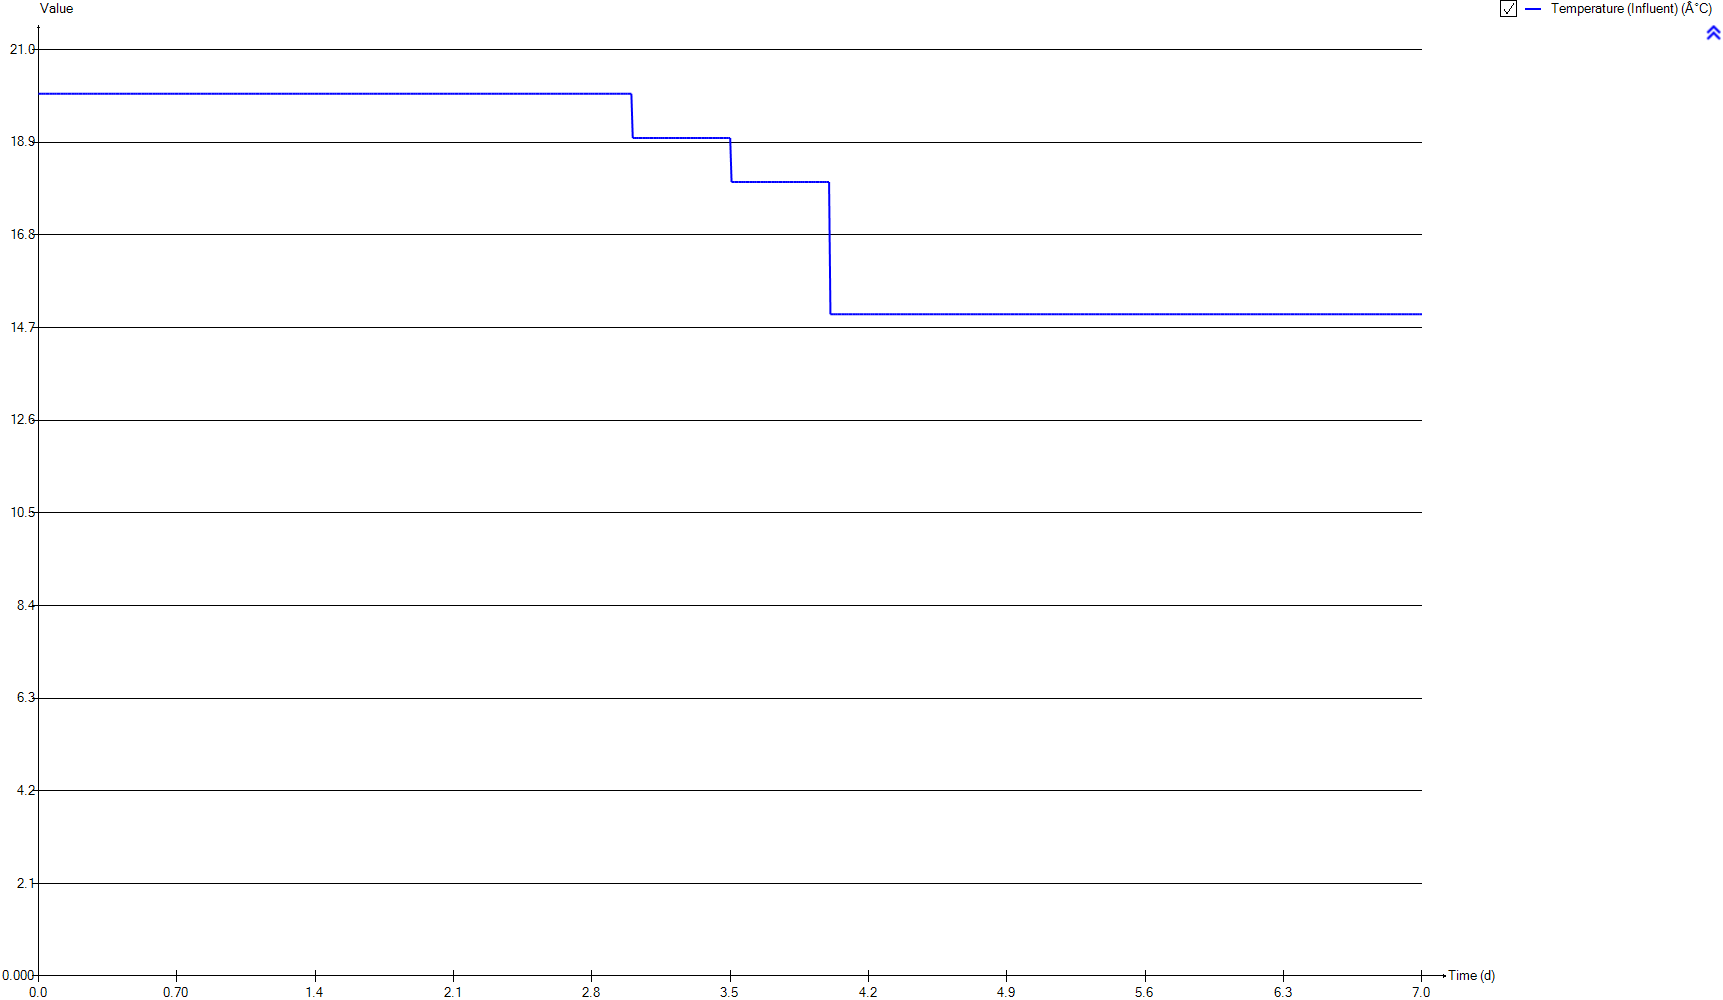 Value
Temperature (Influent) (Â°C)
21.0
18.9
16.8
14.7
12.6
10.5
8.4
6.3
4.2
2.1
0.000
Time (d)
0.0 0.70 1.4 2.1 2.8 3.5 4.2 4.9 5.6 6.3 7.0